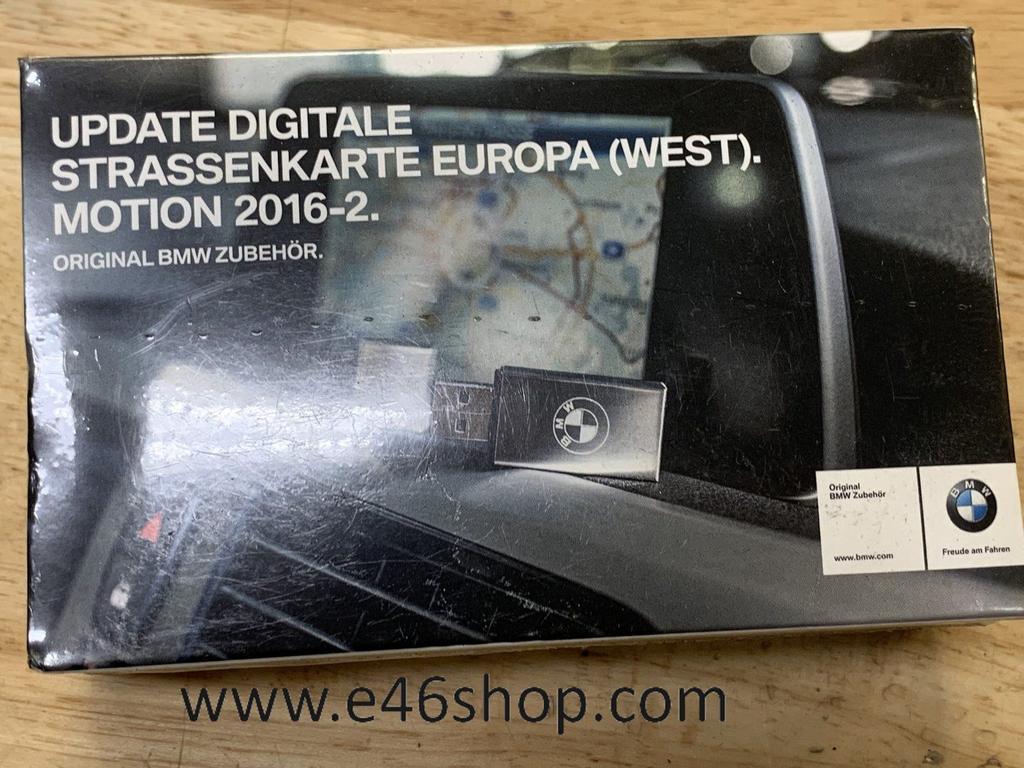 UPDATE DIGITALE
STRASSENKARTE EUROPA (WEST).
MOTION 2016-2.
ORIGINAL BMW ZUBEHÖR.
BMW
Original
BMW Zubehör
www.bmw.com
BMW
Freude am Fahren
www.e46shop.com